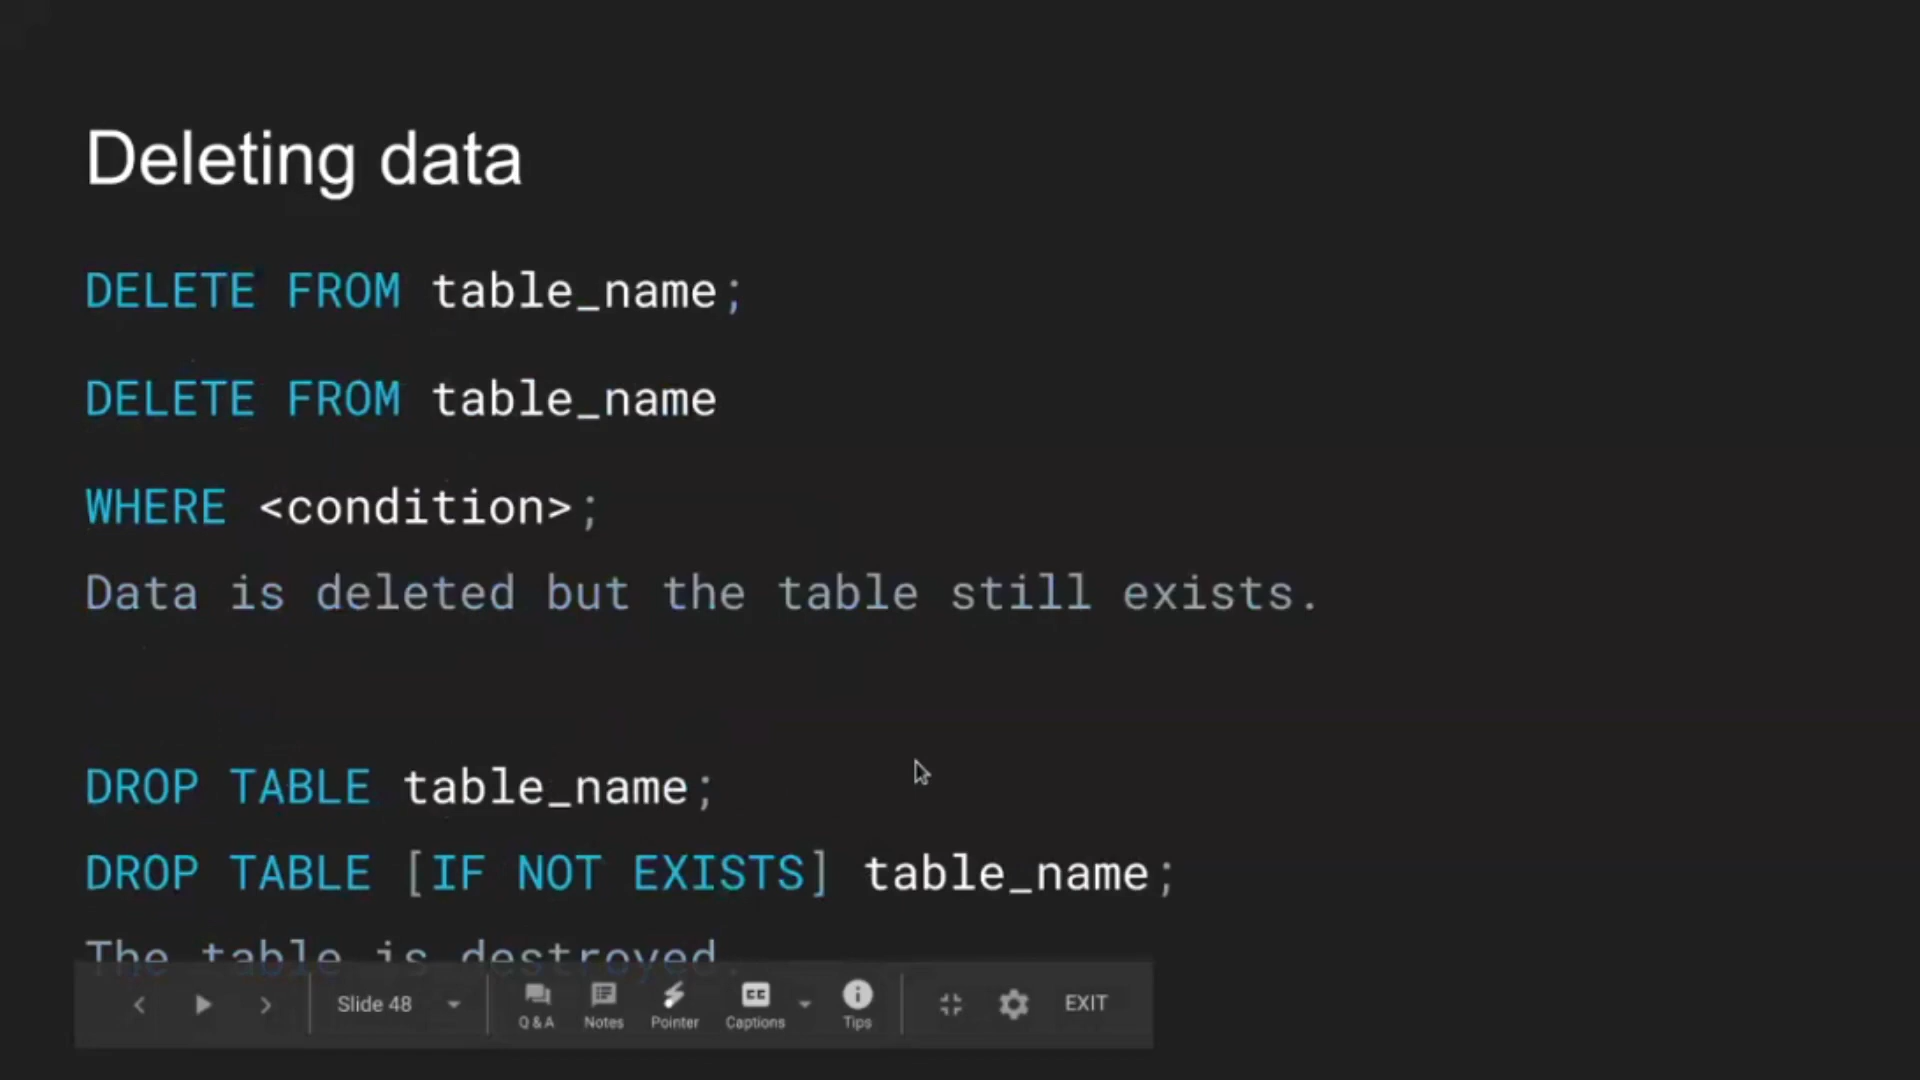 Deleting data
DELETE FROM table_name;
DELETE FROM table_name
WHERE <condition>;
Data is deleted but the table still exists.
DROP TABLE table_name;
DROP TABLE [IF NOT EXISTS] table_name;
The table is destroyed.
Slide 48
Q & A
Notes
Pointer
CC
Captions
Tips
EXIT